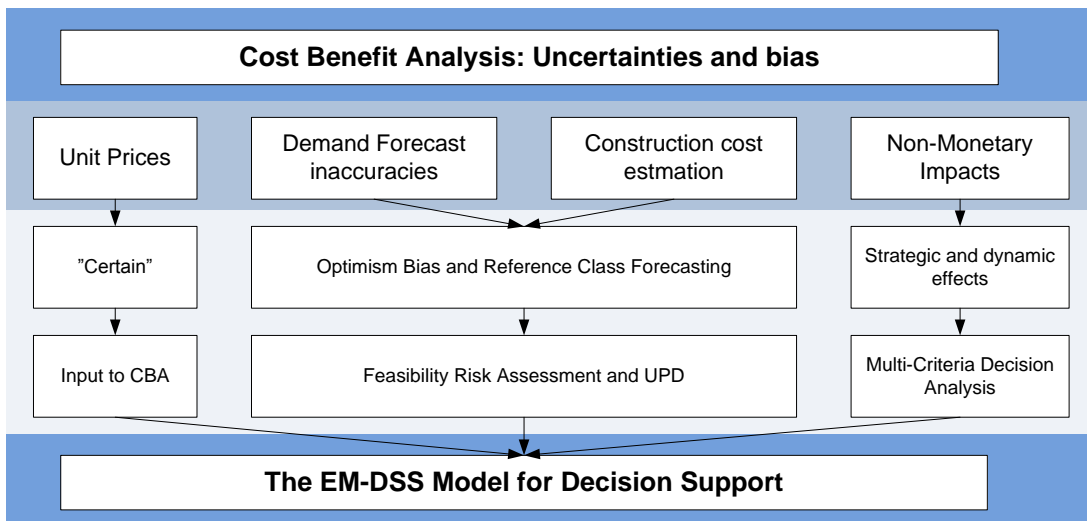 Cost Benefit Analysis: Uncertainties and bias
Unit Prices
Demand Forecast
inaccuracies
Construction cost
estmation
Non-Monetary
Impacts
”Certain”
Optimism Bias and Reference Class Forecasting
Strategic and dynamic
effects
Input to CBA
Feasibility Risk Assessment and UPD
Multi-Criteria Decision
Analysis
The EM-DSS Model for Decision Support